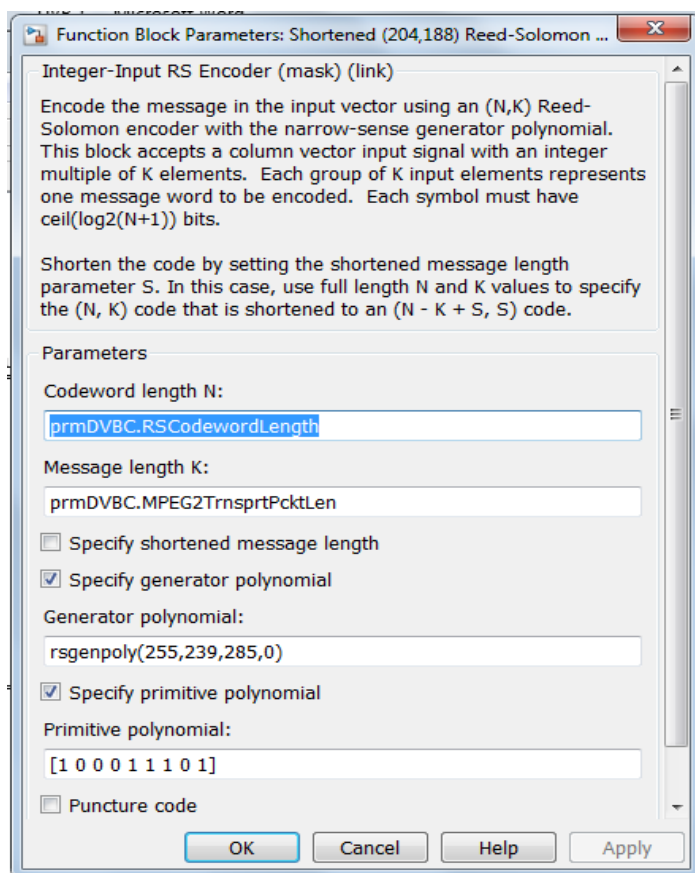 Function Block Parameters: Shortened (204,188) Reed-Solomon ...
Integer-Input RS Encoder (mask) (link)
Encode the message in the input vector using an (N,K) Reed-
Solomon encoder with the narrow-sense generator polynomial.
This block accepts a column vector input signal with an integer
multiple of K elements.  Each group of K input elements represents
one message word to be encoded.  Each symbol must have
ceil(log2(N+1)) bits.
Shorten the code by setting the shortened message length
parameter S. In this case, use full length N and K values to specify
the (N, K) code that is shortened to an (N - K + S, S) code.
Parameters
Codeword length N:
prmDVBC.RSCodewordLength
Message length K:
prmDVBC.MPEG2TrnsprtPcktLen
Specify shortened message length
Specify generator polynomial
Generator polynomial:
rsgenpoly(255,239,285,0)
Specify primitive polynomial
Primitive polynomial:
[1 0 0 0 1 1 1 0 1]
Puncture code
OK Cancel Help Apply